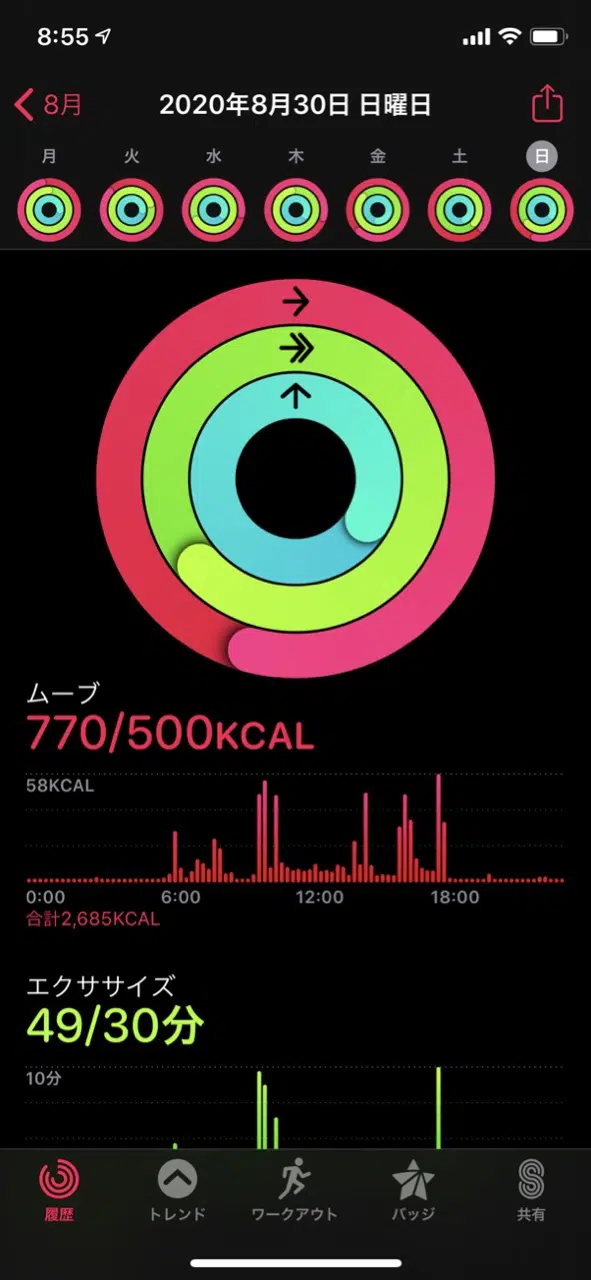 8:55
8月 2020年8月30日 日曜日
月 火 水 木 金 土 日
ムーブ
770/500KCAL
58KCAL
0:00 6:00 12:00 18:00
合計2,685KCAL
エクササイズ
49/30分
10分
履歴 トレンド ワークアウト バッジ 共有